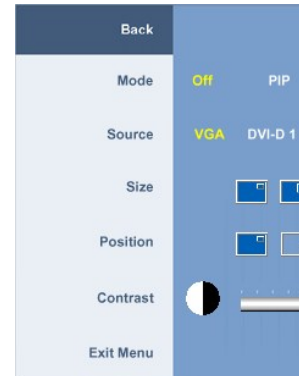 Back
Mode Off PIP
Source VGA DVI-D 1
Size
Position
Contrast
Exit Menu